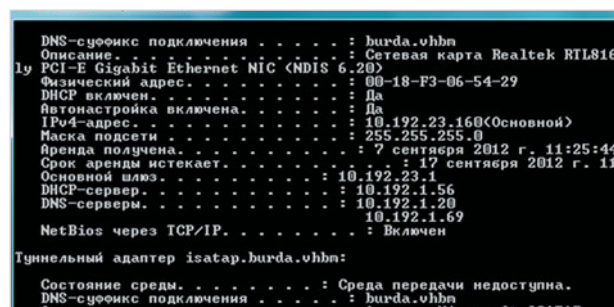 DNS-суффикс подключения . . . . . : burda.vhbm
Описание. . . . . . . . . . . . . : Сетевая карта Realtek RTL816
ly PCI-E Gigabit Ethernet NIC (NDIS 6.20)
Физический адрес. . . . . . . . . : 00-18-F3-06-54-29
DHCP включен. . . . . . . . . . . : Да
Автонастройка включена. . . . . . : Да
IPv4-адрес. . . . . . . . . . . . : 10.192.23.160(Основной)
Маска подсети . . . . . . . . . . : 255.255.255.0
Аренда получена. . . . . . . . . . : 7 сентября 2012 г. 11:25:44
Срок аренды истекает. . . . . . . . . . : 17 сентября 2012 г. 11
Основной шлюз. . . . . . . . . : 10.192.23.1
DHCP-сервер. . . . . . . . . . . : 10.192.1.56
DNS-серверы. . . . . . . . . . . : 10.192.1.20
10.192.1.69
NetBios через TCP/IP. . . . . . . . : Включен
Туннельный адаптер isatap.burda.vhbm:
Состояние среды. . . . . . . . : Среда передачи недоступна.
DNS-суффикс подключения . . . . . : burda.vhbm